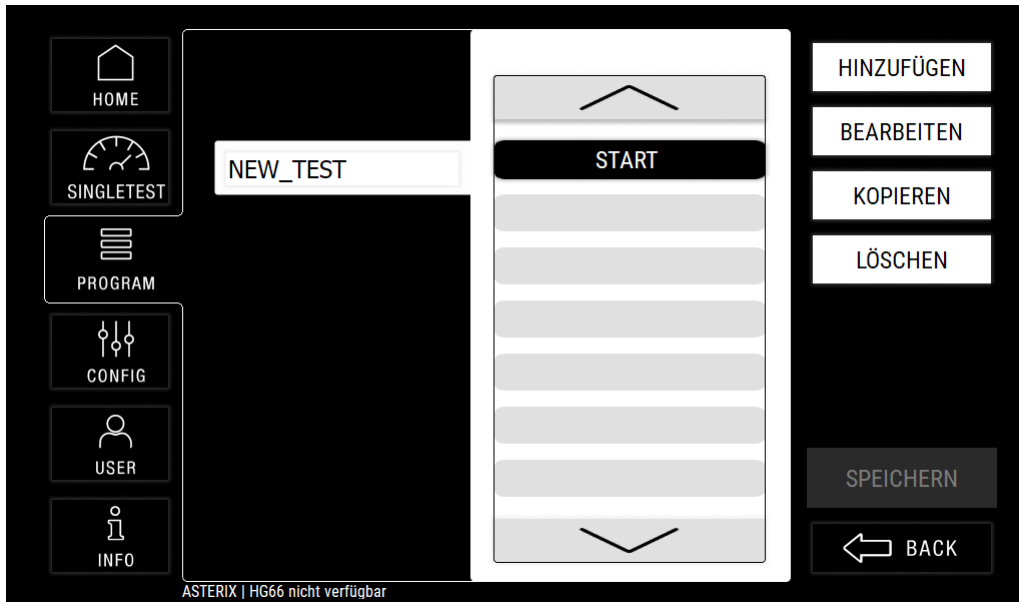 HOME
SINGLETEST
PROGRAM
CONFIG
USER
INFO
NEW_TEST
START
HINZUFÜGEN
BEARBEITEN
KOPIEREN
LÖSCHEN
SPEICHERN
BACK
ASTERIX | HG66 nicht verfügbar